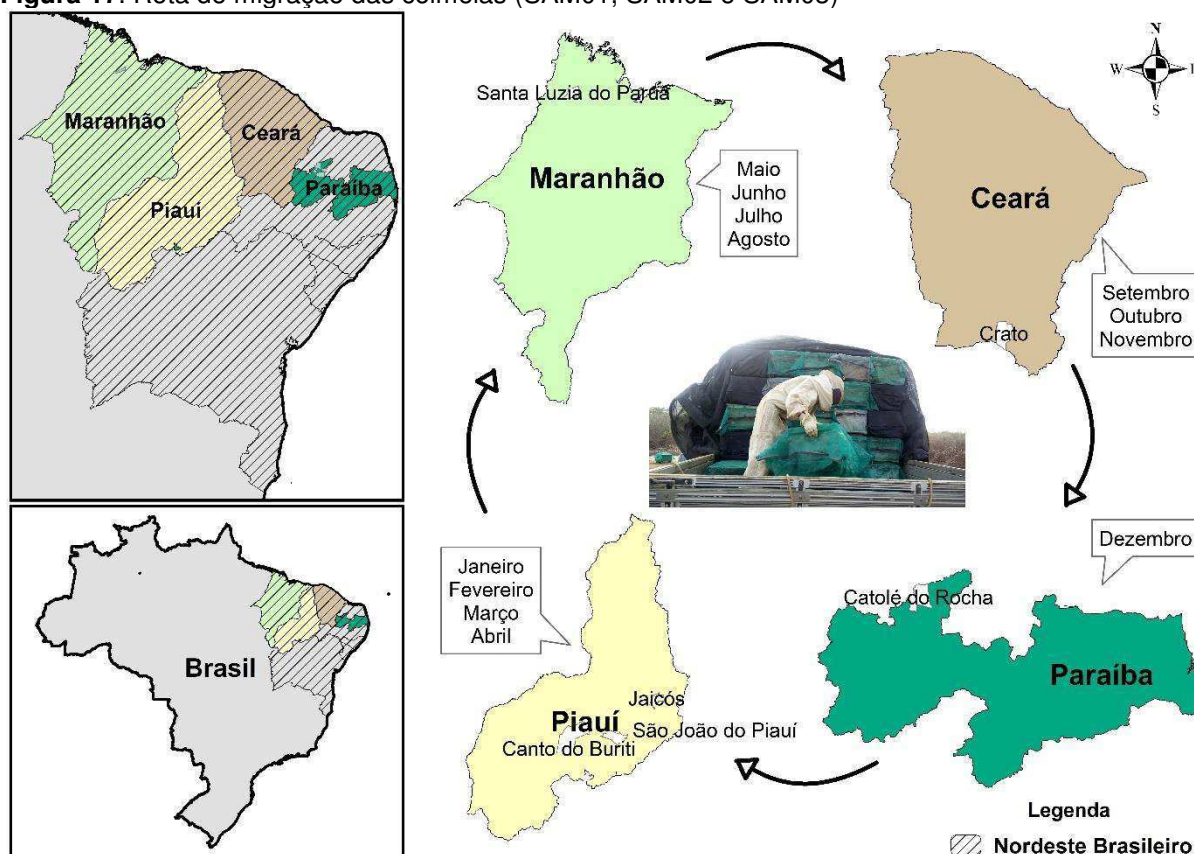 Figura 17: Rota de migração das colmeias (SAM01, SAM02 e SAM03)
Maranhão
Ceará
Paraíba
Piauí
Brasil
Santa Luzia do Paruá
Maranhão
Maio
Junho
Julho
Agosto
N
W
S
Ceará
Crato
Setembro
Outubro
Novembro
Dezembro
Catolé do Rocha
Paraíba
Janeiro
Fevereiro
Março
Abril
Jaicós
Piauí
São João do Piauí
Canto do Buriti
Legenda
Nordeste Brasileiro